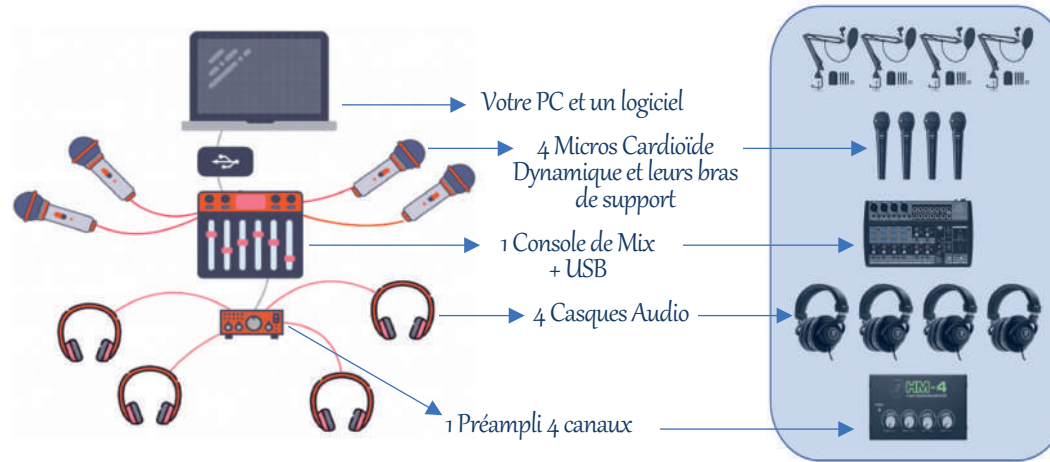 Votre PC et un logiciel
4 Micros Cardioïde
Dynamique et leurs bras
de support
1 Console de Mix
+ USB
4 Casques Audio
HM-4
1 Préampli 4 canaux